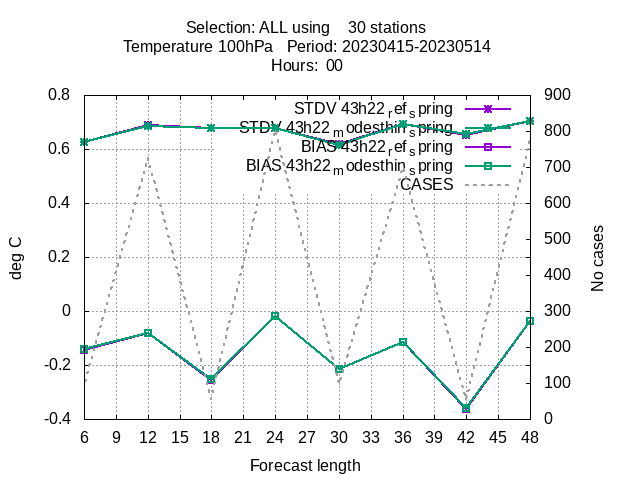 Selection: ALL using 30 stations
Temperature 100hPa Period: 20230415-20230514
Hours: 00
STDV 43h22_ref_spring
STDV 43h22_modesthin_spring
BIAS 43h22_ref_spring
BIAS 43h22_modesthin_spring
CASES
deg C
0.8
0.6
0.4
0.2
0
-0.2
-0.4
No cases
900
800
700
600
500
400
300
200
100
0
6 9 12 15 18 21 24 27 30 33 36 39 42 45 48
Forecast length